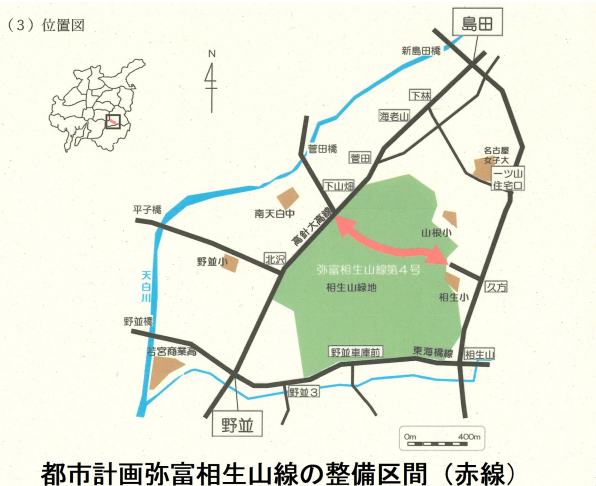 (3)位置図
島田
新島田橋
N
下林
海老山
菅田橋
菅田
名古屋
女子大
一ツ山
住宅口
下山畑
南天白中
平子橋
高針大高線
山根小
野並小
北沢
弥富相生山線第4号
天白川
相生山緑地
相生小
久方
野並橋
若宮商業高
野並車庫前
東海橋線
相生山
野並3
野並
0m 400m
都市計画弥富相生山線の整備区間(赤線)